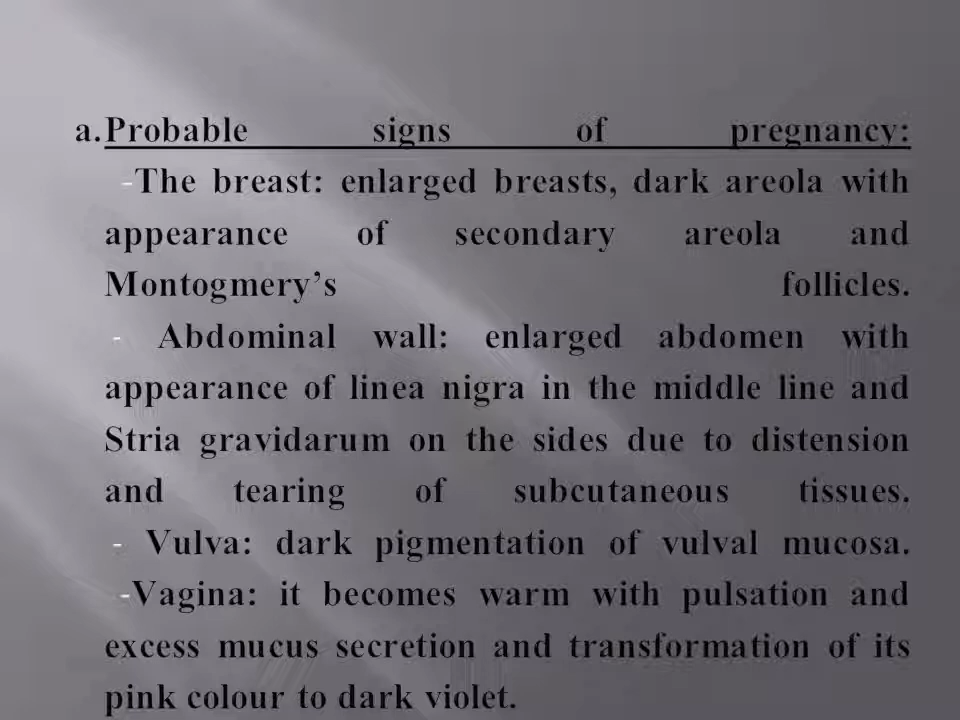 a.Probable signs of pregnancy:
-The breast: enlarged breasts, dark areola with
appearance of secondary areola and
Montogmery’s follicles.
- Abdominal wall: enlarged abdomen with
appearance of linea nigra in the middle line and
Stria gravidarum on the sides due to distension
and tearing of subcutaneous tissues.
- Vulva: dark pigmentation of vulval mucosa.
-Vagina: it becomes warm with pulsation and
excess mucus secretion and transformation of its
pink colour to dark violet.